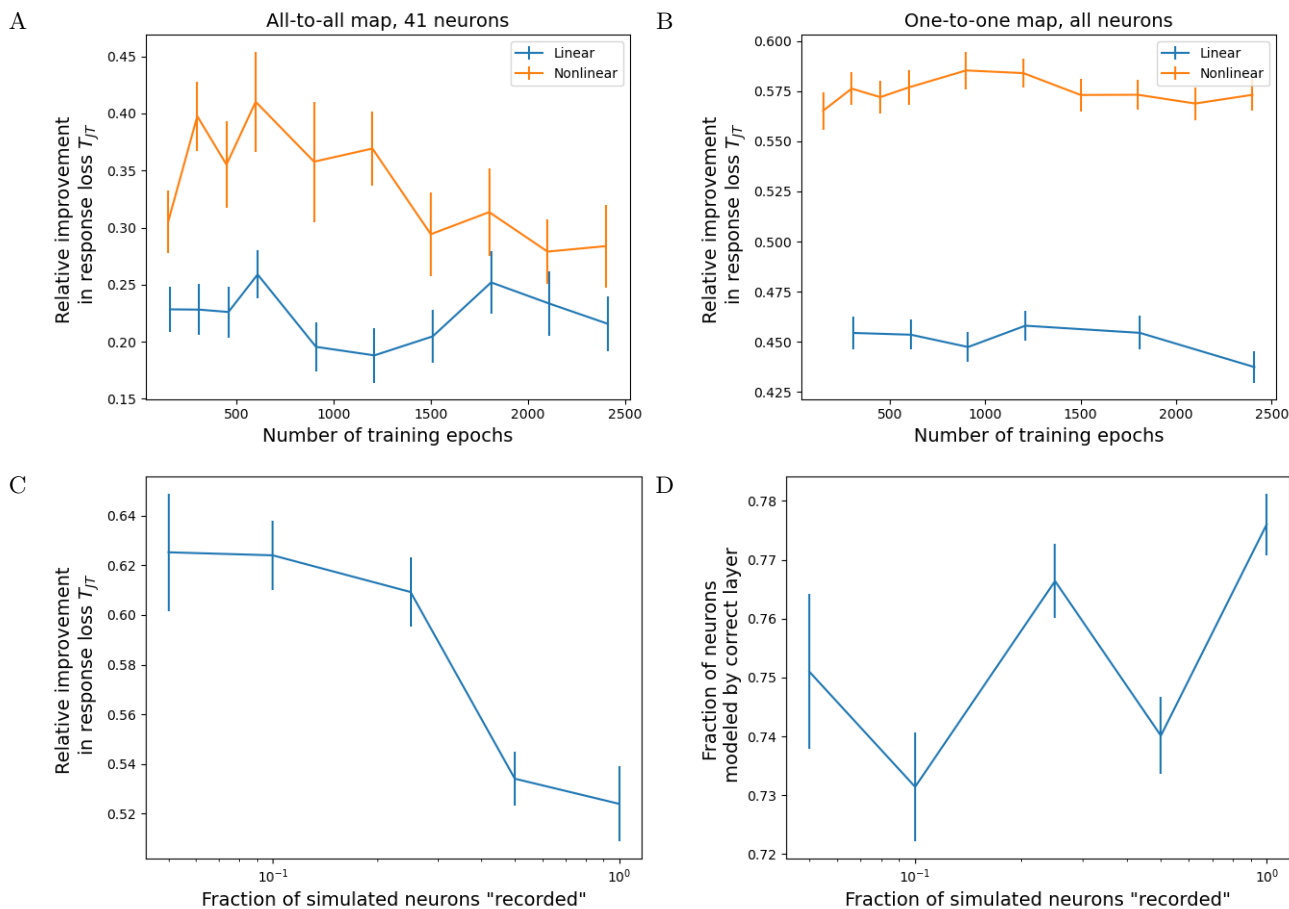 A
All-to-all map, 41 neurons
Relative improvement
in response loss T_JT
0.45
0.40
0.35
0.30
0.25
0.20
0.15
Linear
Nonlinear
500
1000
1500
2000
2500
Number of training epochs
B
One-to-one map, all neurons
Relative improvement
in response loss T_JT
0.600
0.575
0.550
0.525
0.500
0.475
0.450
0.425
Linear
Nonlinear
500
1000
1500
2000
2500
Number of training epochs
C
Relative improvement
in response loss T_JT
0.64
0.62
0.60
0.58
0.56
0.54
0.52
10⁻¹
10⁰
Fraction of simulated neurons "recorded"
D
Fraction of neurons
modeled by correct layer
0.78
0.77
0.76
0.75
0.74
0.73
0.72
10⁻¹
10⁰
Fraction of simulated neurons "recorded"